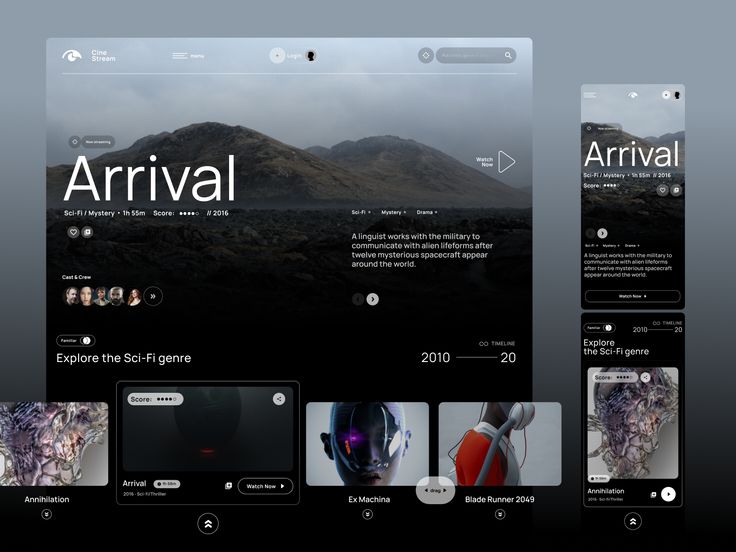 Cine
Stream
menu
Login
Now streaming
Arrival
Sci-Fi / Mystery • 1h 55m Score: // 2016
Watch
Now
Sci-Fi + Mystery + Drama +
A linguist works with the military to
communicate with alien lifeforms after
twelve mysterious spacecraft appear
around the world.
Cast & Crew
Familiar
Explore the Sci-Fi genre
TIMELINE
2010 20
Annihilation
Score:
Arrival
1h 55m
2016 · Sci-fi/Thriller
Watch Now
Ex Machina
drag
Blade Runner 2049
Now streaming
Arrival
Sci-Fi / Mystery • 1h 55m // 2016
Score:
Sci-Fi + Mystery + Drama +
A linguist works with the military to
communicate with alien lifeforms after
twelve mysterious spacecraft appear
around the world.
Watch Now
Familiar
TIMELINE
2010 20
Explore
the Sci-Fi genre
Score:
Annihilation
2016 · Sci-fi/Thriller